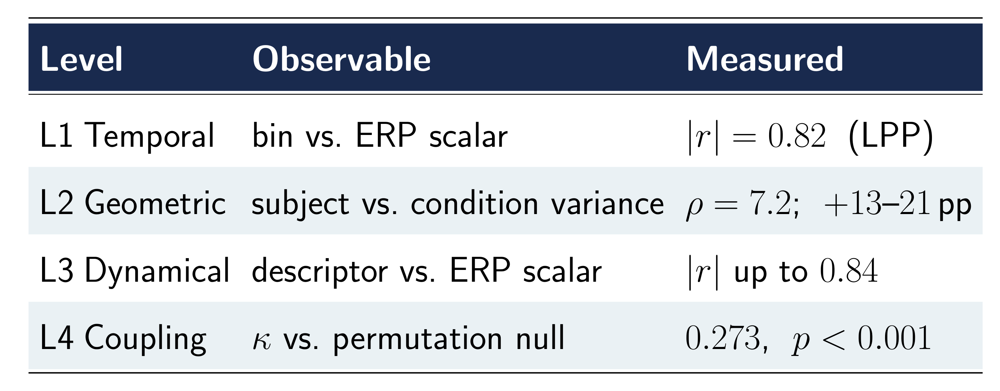 Level Observable Measured
L1 Temporal bin vs. ERP scalar |r| = 0.82 (LPP)
L2 Geometric subject vs. condition variance ρ = 7.2; +13–21 pp
L3 Dynamical descriptor vs. ERP scalar |r| up to 0.84
L4 Coupling κ vs. permutation null 0.273, p < 0.001